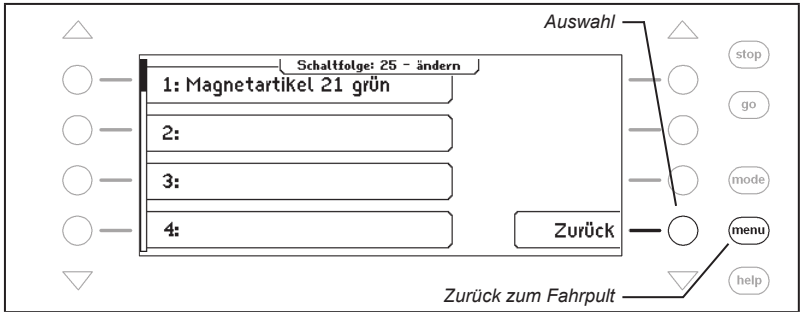 Auswahl
stop
Schaltfolge: 25 - ändern
1: Magnetartikel 21 grün
go
2:
3:
mode
4:
Zurück
menu
help
Zurück zum Fahrpult